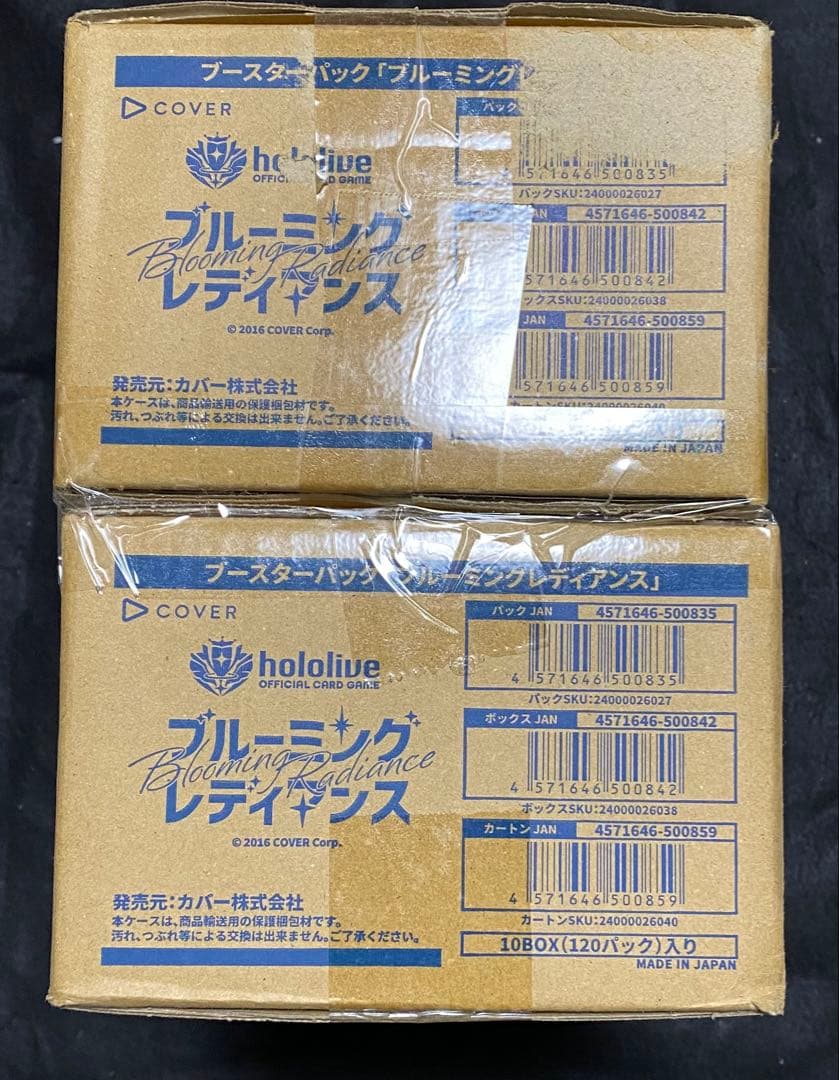 ブースターパック「ブルーミング
COVER
hololive
OFFICIAL CARD GAME
ブルーミング
Blooming Radiance
レディアンス
© 2016 COVER Corp.
発売元：カバー株式会社
本ケースは、商品輸送用の保護梱包材です。
汚れ、つぶれ等による交換は出来ません。ご了承ください。
パック
571646 500835
パックSKU:24000026027
JAN 4571646-500842
571646 500842
ックスSKU:24000026038
JAN 4571646-500859
571646 500859
カートンSKU:24000026040
MADE IN JAPAN
ブースターパック「ブルーミングレディアンス」
COVER
hololive
OFFICIAL CARD GAME
ブルーミング
Blooming Radiance
レディアンス
© 2016 COVER Corp.
発売元：カバー株式会社
本ケースは、商品輸送用の保護梱包材です。
汚れ、つぶれ等による交換は出来ません。ご了承ください。
パック JAN 4571646-500835
4 571646 500835
パックSKU:24000026027
ボックス JAN 4571646-500842
4 571646 500842
ボックスSKU:24000026038
カートン JAN 4571646-500859
4 571646 500859
カートンSKU:24000026040
10BOX（120パック）入り
MADE IN JAPAN